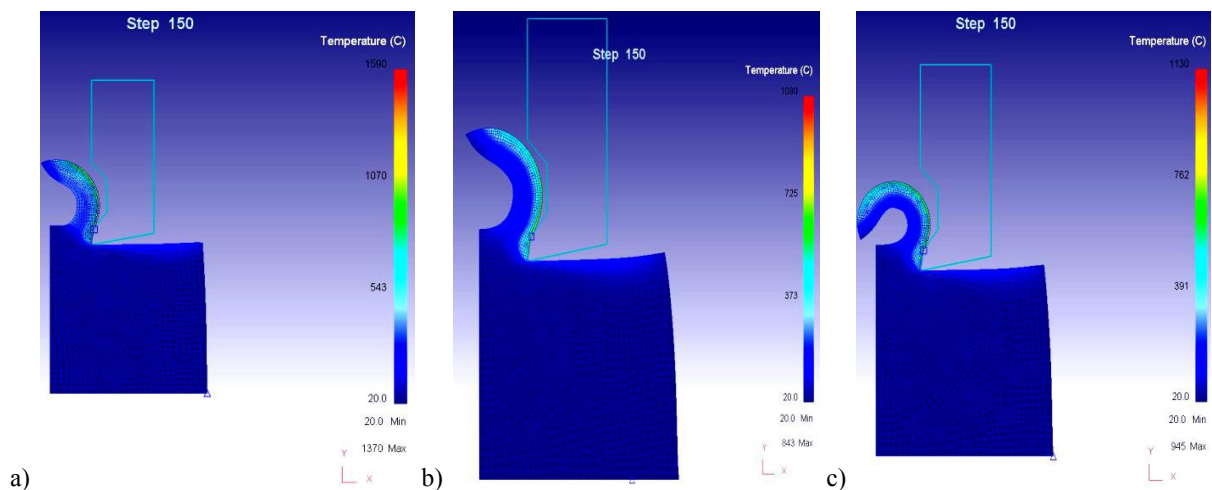 Step 150
Temperature (C)
1590
1070
543
20.0
20.0 Min
1370 Max
Y
X
a)
Step 150
Temperature (C)
1080
725
373
20.0
20.0 Min
843 Max
Y
X
b)
Step 150
Temperature (C)
1130
762
391
20.0
20.0 Min
945 Max
Y
X
c)